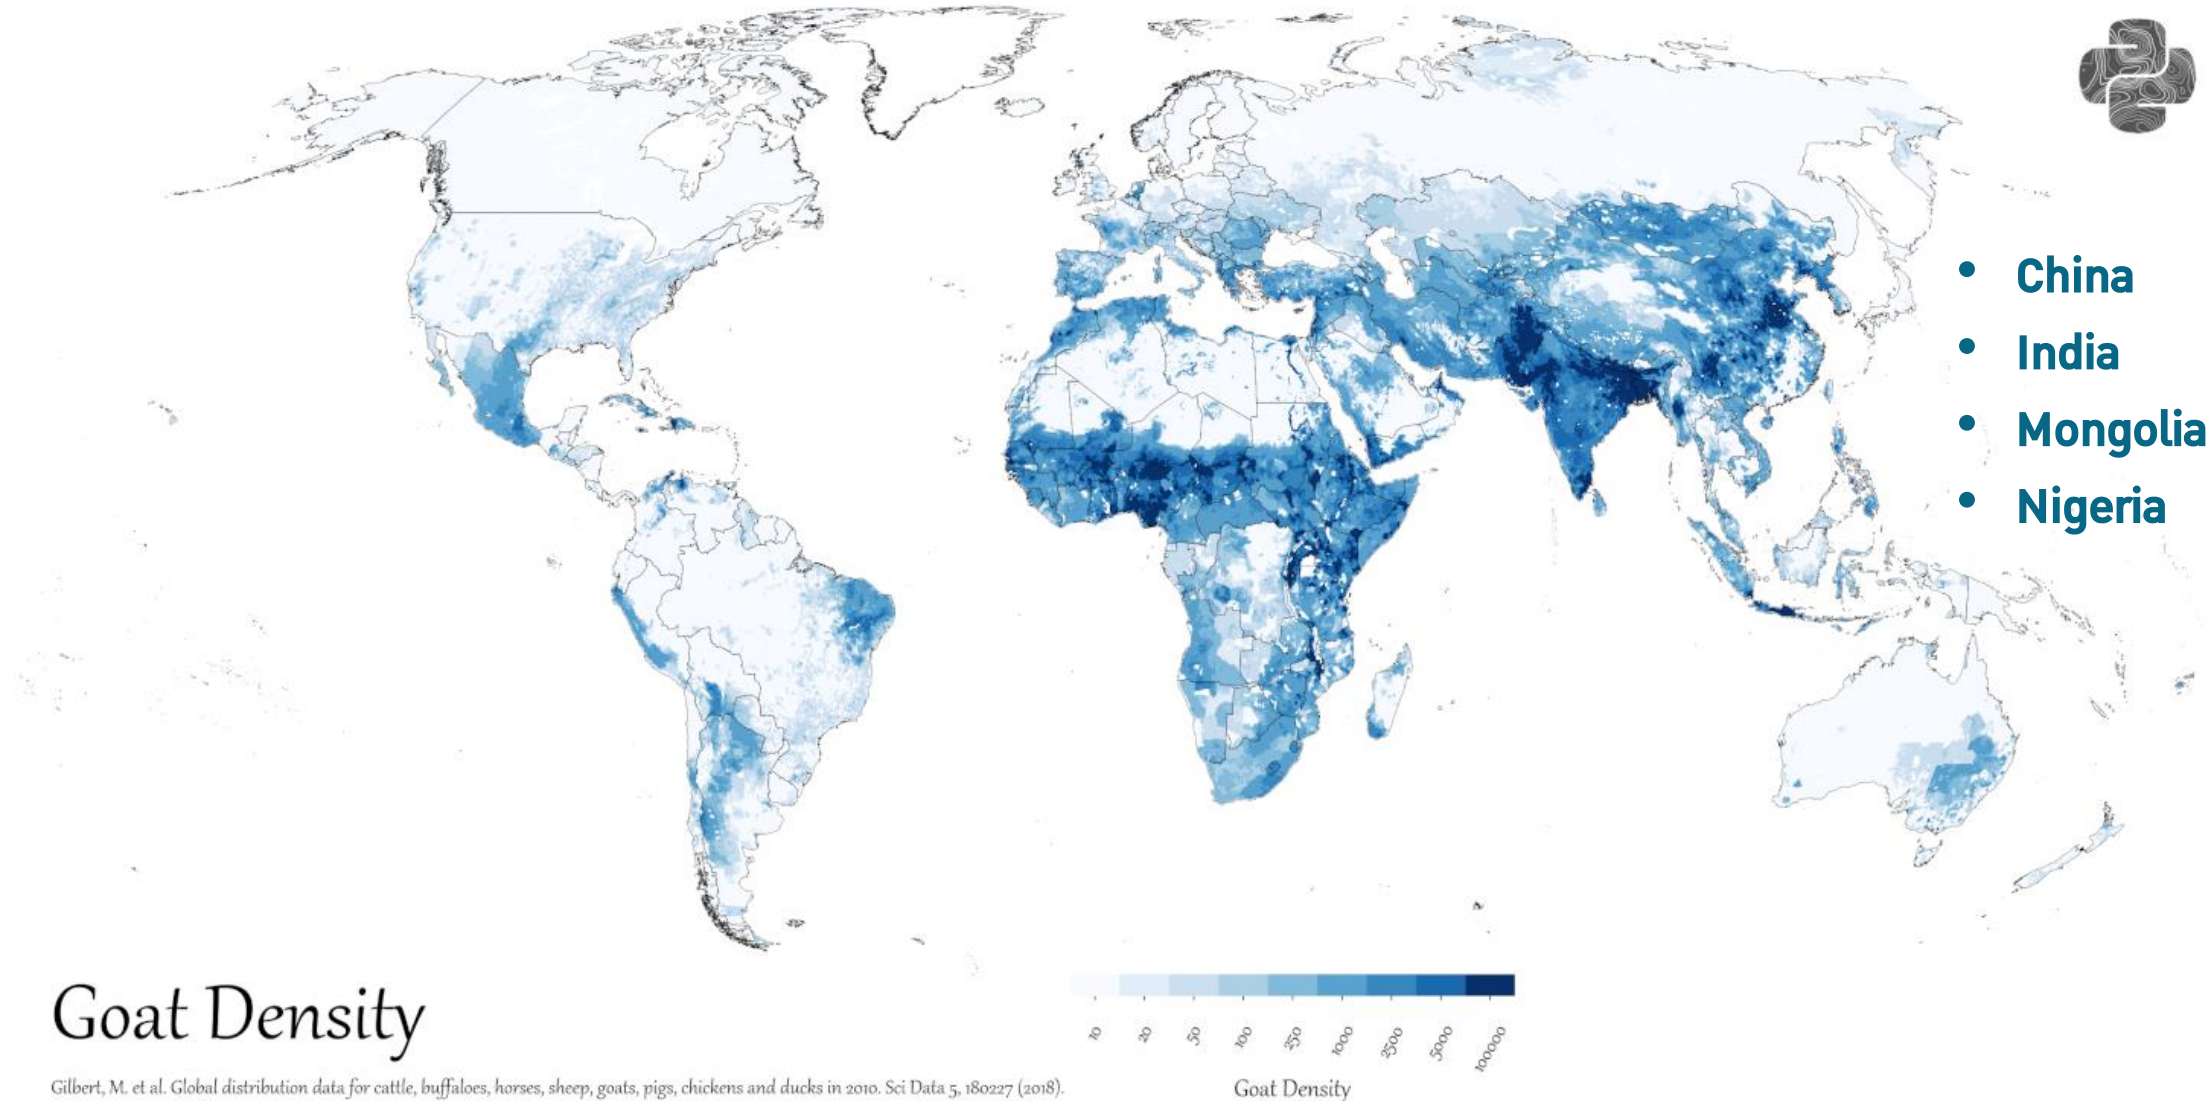 • China
• India
• Mongolia
• Nigeria
Goat Density
10 20 50 100 250 1000 2500 5000 100000
Goat Density
Gilbert, M. et al. Global distribution data for cattle, buffaloes, horses, sheep, goats, pigs, chickens and ducks in 2010. Sci Data 5, 180227 (2018).